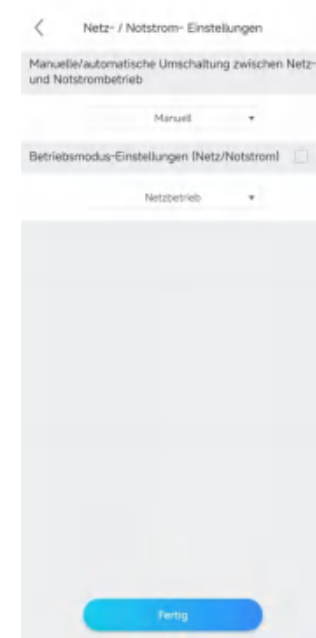 Netz- / Notstrom- Einstellungen
Manuelle/automatische Umschaltung zwischen Netz-
und Notstrombetrieb
Manuell
Betriebsmodus-Einstellungen (Netz/Notstrom)
Netzbetrieb
Fertig